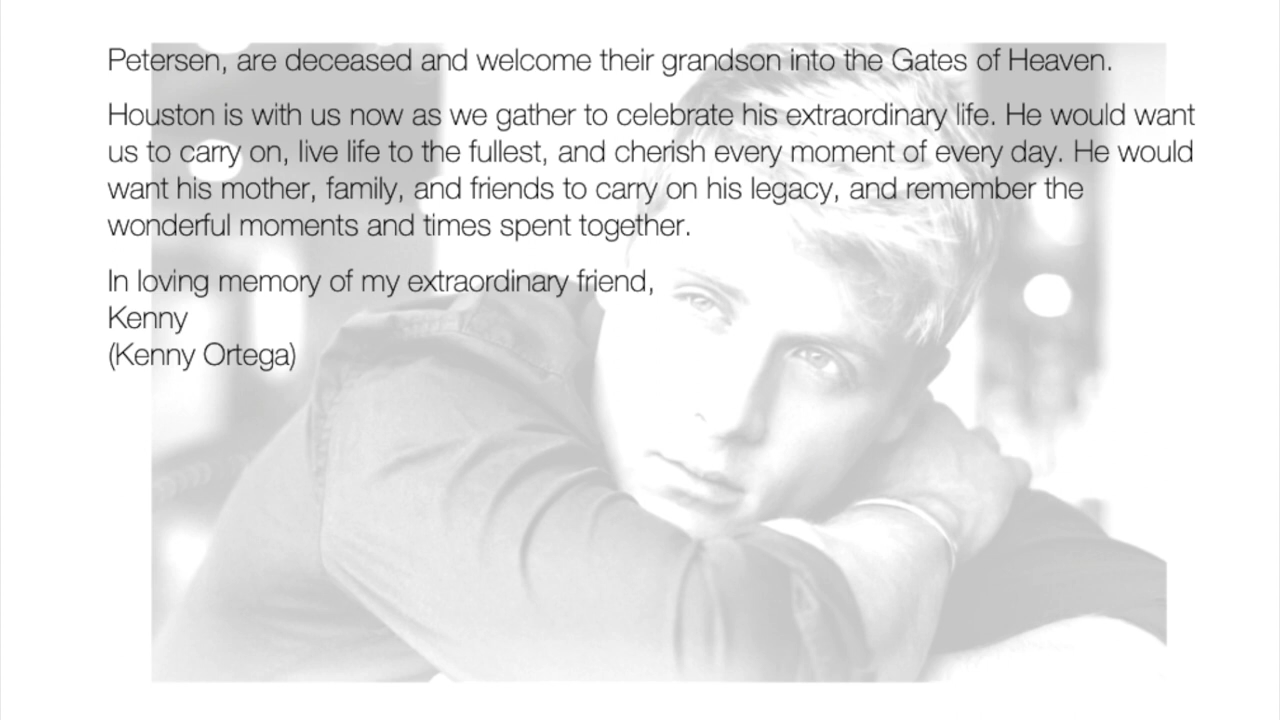 Petersen, are deceased and welcome their grandson into the Gates of Heaven.
Houston is with us now as we gather to celebrate his extraordinary life. He would want
us to carry on, live life to the fullest, and cherish every moment of every day. He would
want his mother, family, and friends to carry on his legacy, and remember the
wonderful moments and times spent together.
In loving memory of my extraordinary friend,
Kenny
(Kenny Ortega)